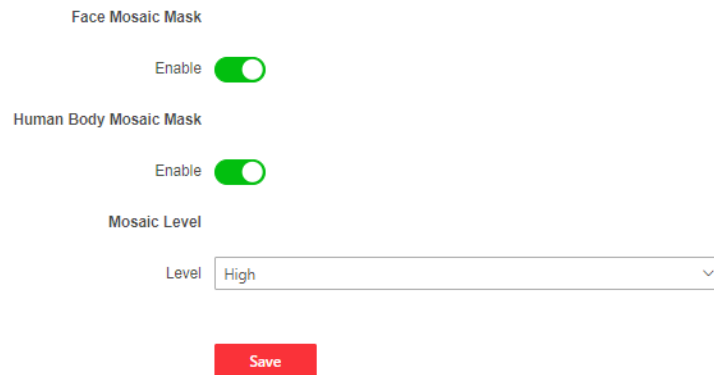 Face Mosaic Mask
Enable
Human Body Mosaic Mask
Enable
Mosaic Level
Level High
Save